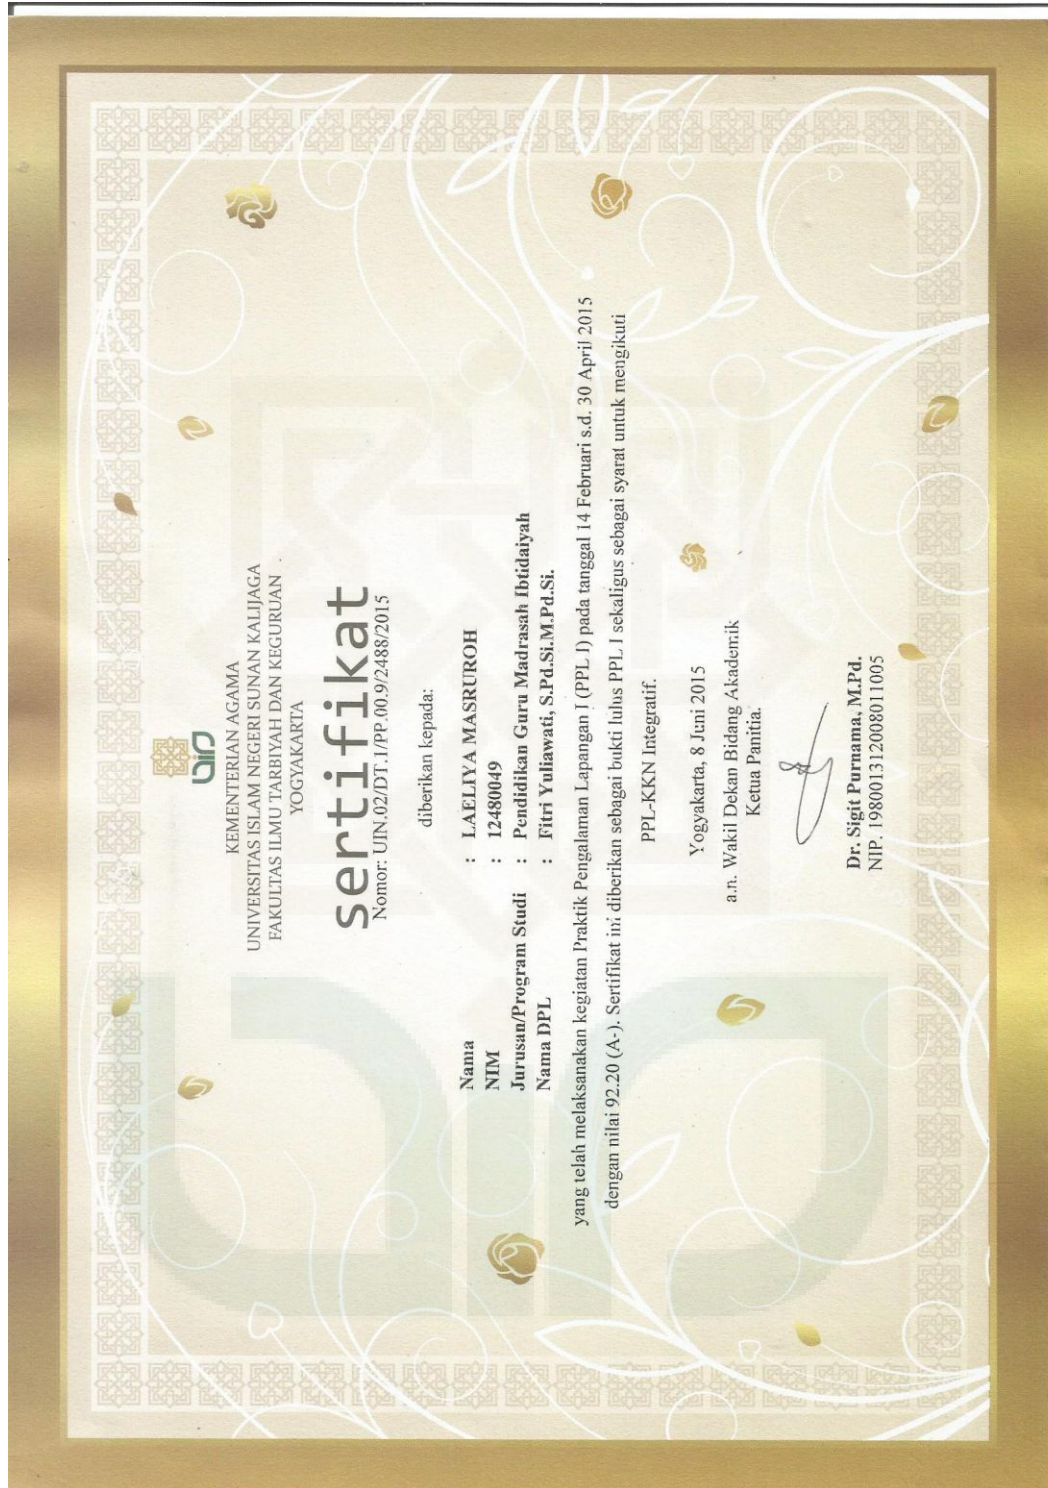 uin
KEMENTERIAN AGAMA
UNIVERSITAS ISLAM NEGERI SUNAN KALIJAGA
FAKULTAS ILMU TARBIYAH DAN KEGURUAN
YOGYAKARTA
sertifikat
Nomor: UIN.02/DT.1/PP.00.9/2488/2015
diberikan kepada:
Nama : LAELIYA MASRUROH
NIM : 12480049
Jurusan/Program Studi : Pendidikan Guru Madrasah Ibtidaiyah
Nama DPL : Fitri Yuliawati, S.Pd.Si.M.Pd.Si.
yang telah melaksanakan kegiatan Praktik Pengalaman Lapangan I (PPL I) pada tanggal 14 Februari s.d. 30 April 2015
dengan nilai 92.20 (A-). Sertifikat ini diberikan sebagai bukti lulus PPL I sekaligus sebagai syarat untuk mengikuti
PPL-KKN Integratif.
Yogyakarta, 8 Juni 2015
a.n. Wakil Dekan Bidang Akademik
Ketua Panitia.
Dr. Sigit Purnama, M.Pd.
NIP. 198001312008011005